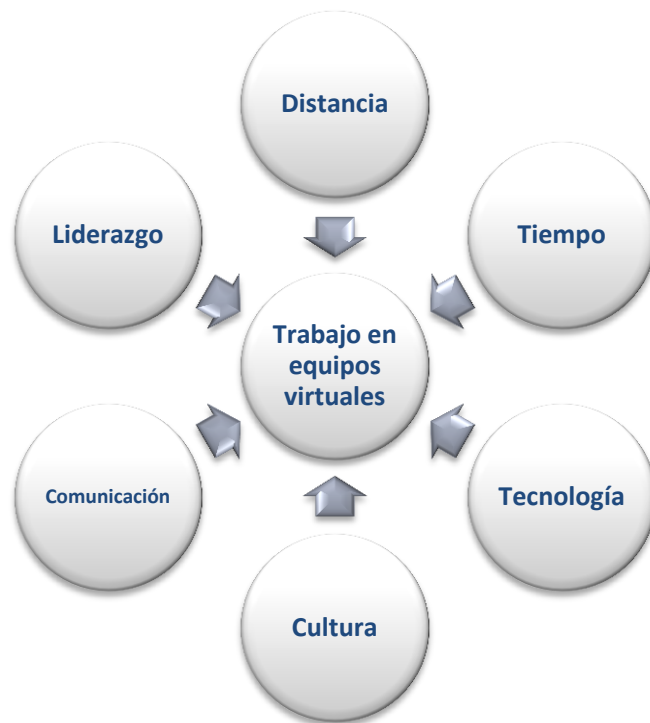 Distancia
Liderazgo
Tiempo
Trabajo en
equipos
virtuales
Comunicación
Tecnología
Cultura